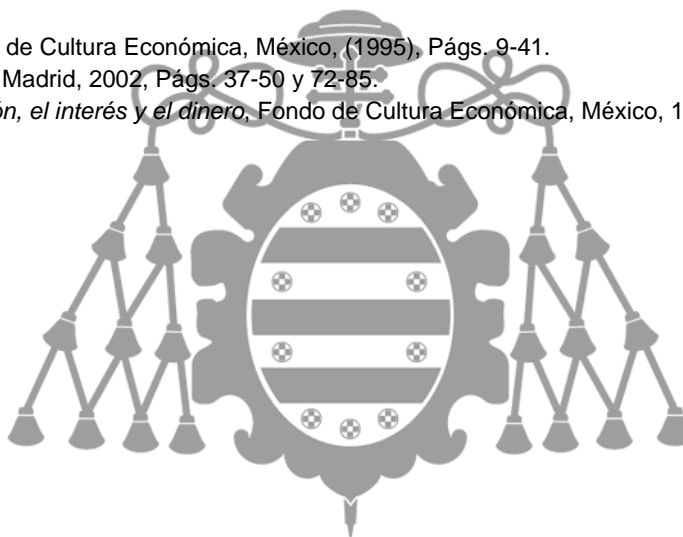 de Cultura Económica, México, (1995), Págs. 9-41.
Madrid, 2002, Págs. 37-50 y 72-85.
ón, el interés y el dinero, Fondo de Cultura Económica, México, 1